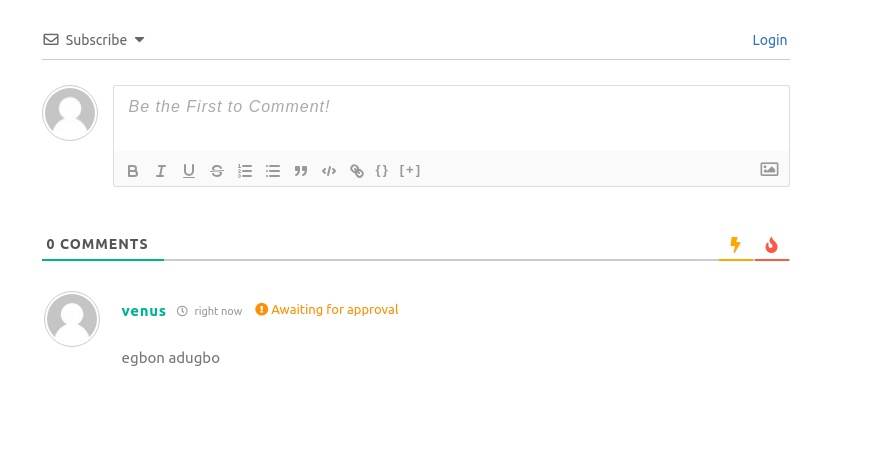 Subscribe Login
Be the First to Comment!
B I U S {} [+]
0 COMMENTS
venus right now Awaiting for approval
egbon adugbo